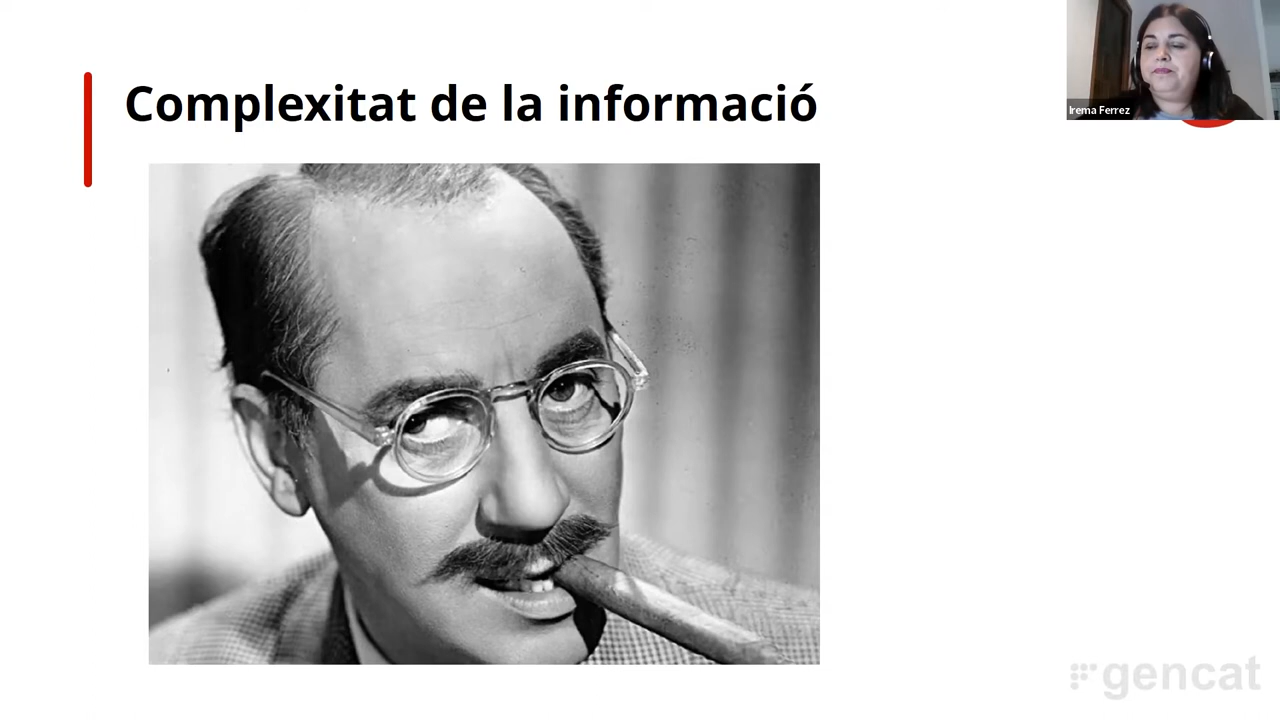 Complexitat de la informació
Irema Ferrez
gencat